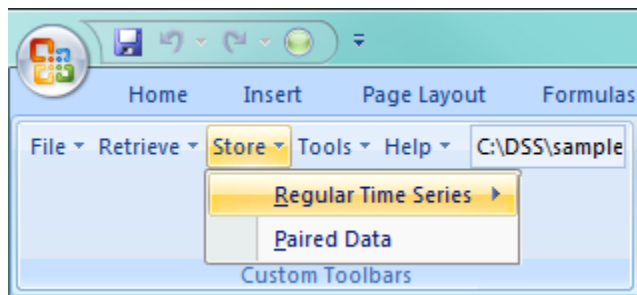 Home Insert Page Layout Formulas
File Retrieve Store Tools Help C:\DSS\sample
Regular Time Series
Paired Data
Custom Toolbars